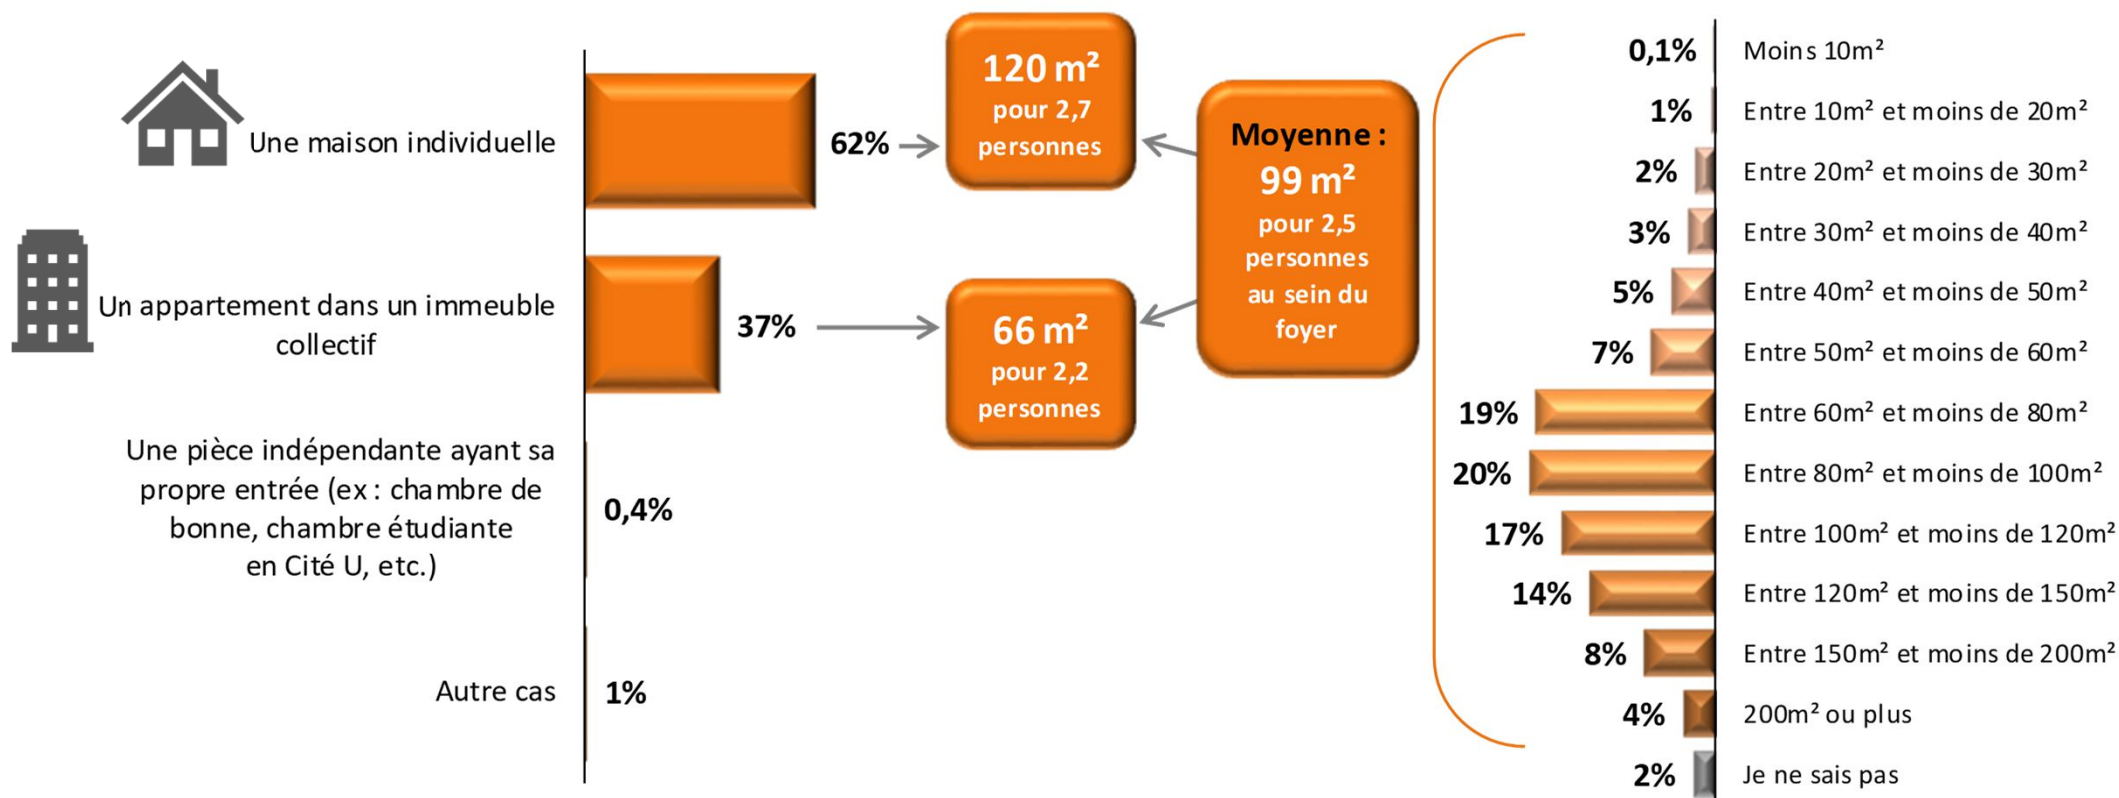 Une maison individuelle
62%
120 m²
pour 2,7
personnes
Un appartement dans un immeuble
collectif
37%
66 m²
pour 2,2
personnes
Une pièce indépendante ayant sa
propre entrée (ex : chambre de
bonne, chambre étudiante
en Cité U, etc.)
0,4%
Autre cas
1%
Moyenne :
99 m²
pour 2,5
personnes
au sein du
foyer
0,1% Moins 10m²
1% Entre 10m² et moins de 20m²
2% Entre 20m² et moins de 30m²
3% Entre 30m² et moins de 40m²
5% Entre 40m² et moins de 50m²
7% Entre 50m² et moins de 60m²
19% Entre 60m² et moins de 80m²
20% Entre 80m² et moins de 100m²
17% Entre 100m² et moins de 120m²
14% Entre 120m² et moins de 150m²
8% Entre 150m² et moins de 200m²
4% 200m² ou plus
2% Je ne sais pas